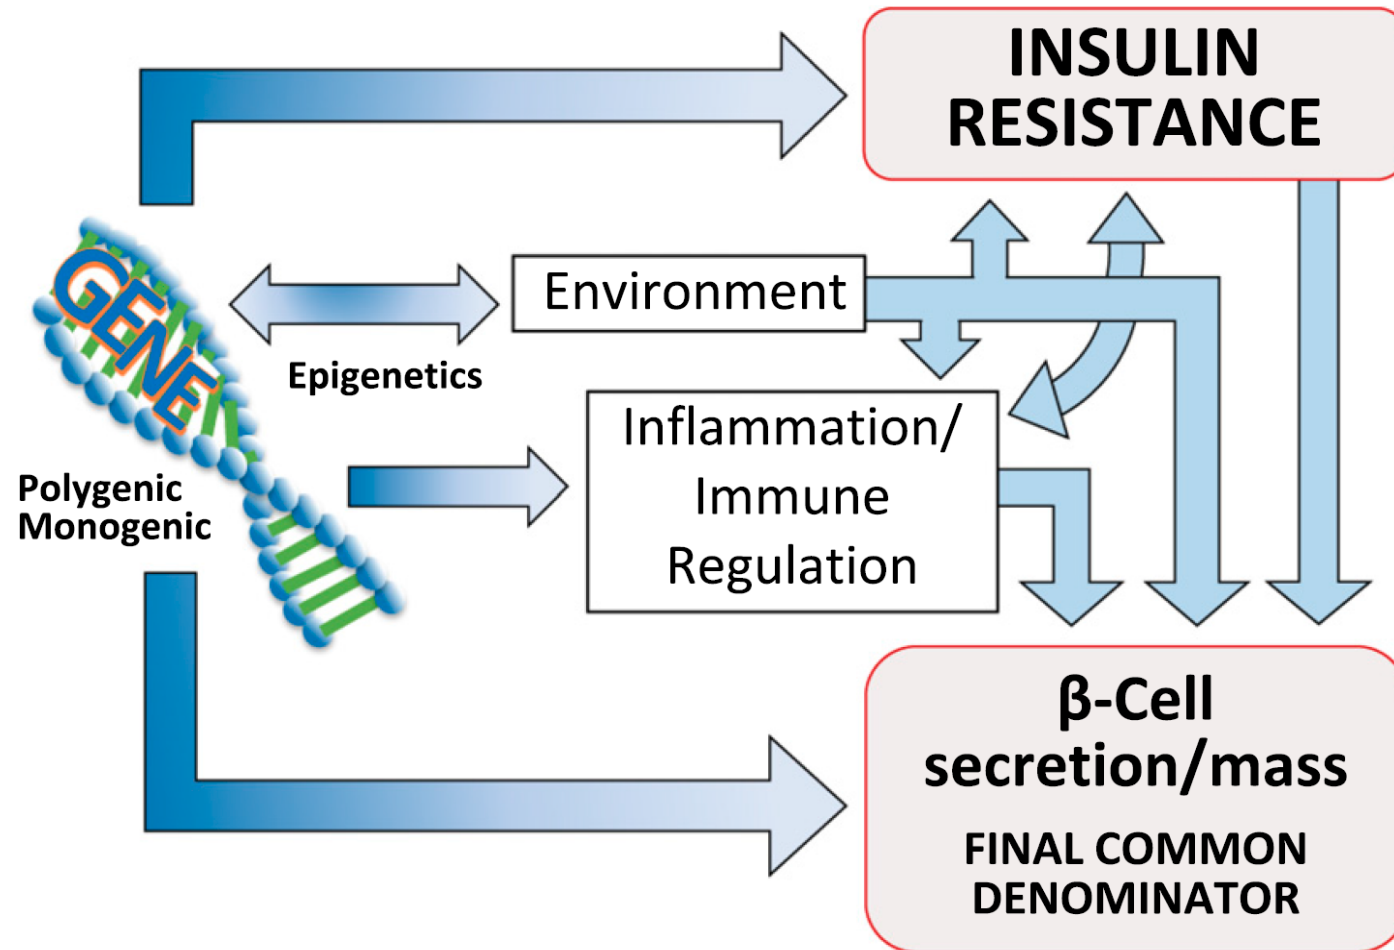 INSULIN
RESISTANCE
GENE
Environment
Epigenetics
Inflammation/
Immune
Regulation
Polygenic
Monogenic
β-Cell
secretion/mass
FINAL COMMON
DENOMINATOR